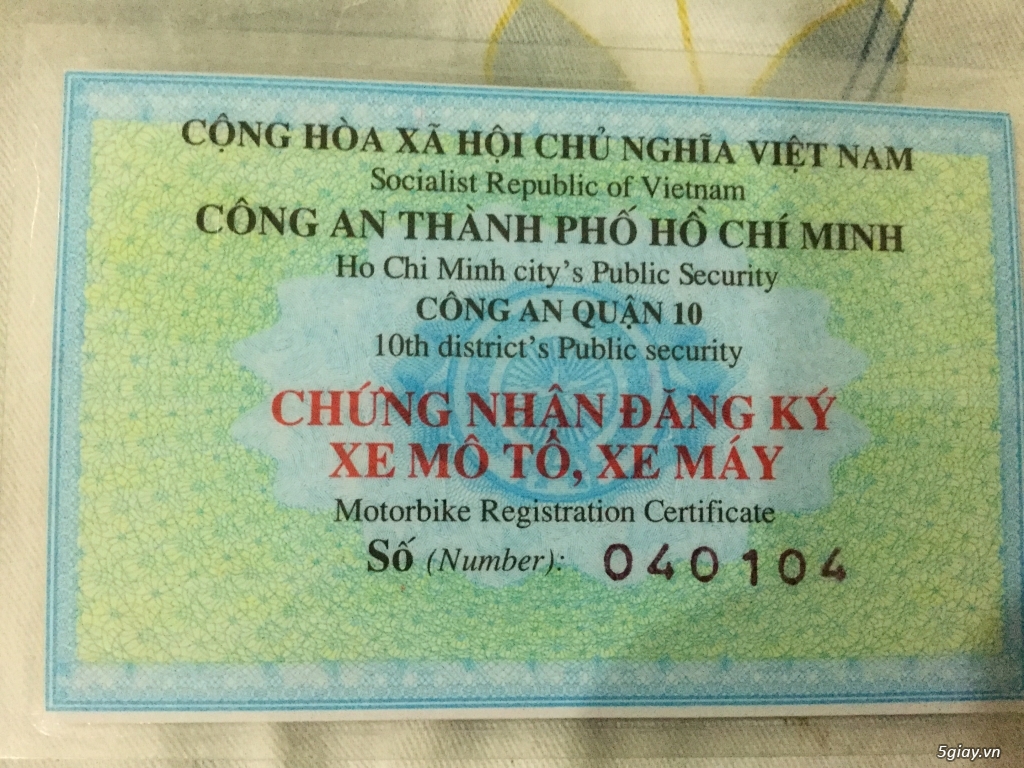 CỘNG HÒA XÃ HỘI CHỦ NGHĨA VIỆT NAM
Socialist Republic of Vietnam
CÔNG AN THÀNH PHỐ HỒ CHÍ MINH
Ho Chi Minh city's Public Security
CÔNG AN QUẬN 10
10th district's Public security
CHỨNG NHẬN ĐĂNG KÝ
XE MÔ TÔ, XE MÁY
Motorbike Registration Certificate
Số (Number): 040104
5giay.vn